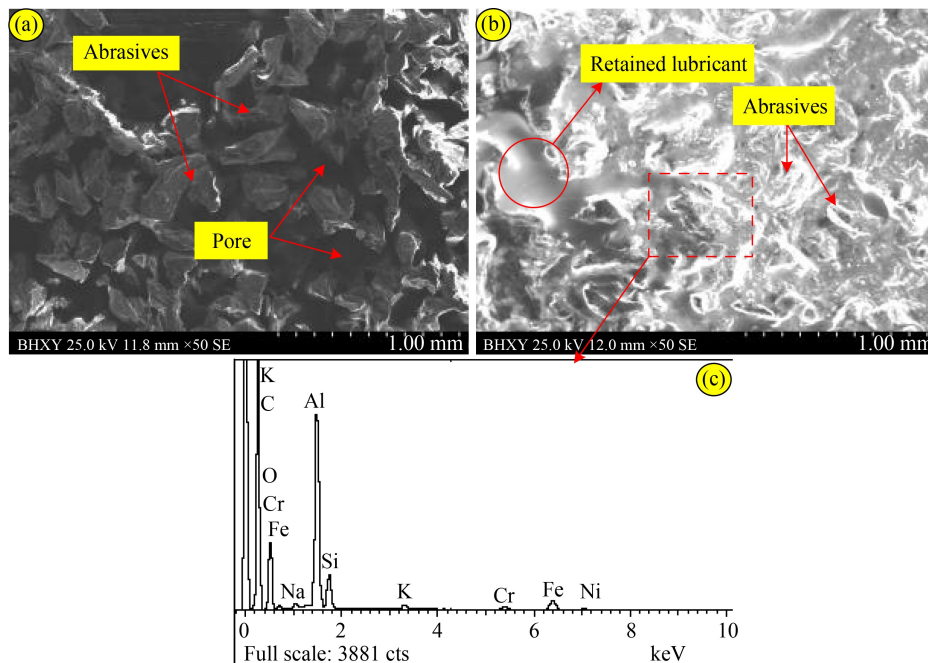 (a)
Abrasives
Pore
BHXY 25.0 kV 11.8 mm ×50 SE
1.00 mm
(b)
Retained lubricant
Abrasives
BHXY 25.0 kV 12.0 mm ×50 SE
1.00 mm
(c)
K
C
O
Cr
Fe
Al
Si
Na
K
Cr
Fe
Ni
0 2 4 6 8 10
Full scale: 3881 cts
keV